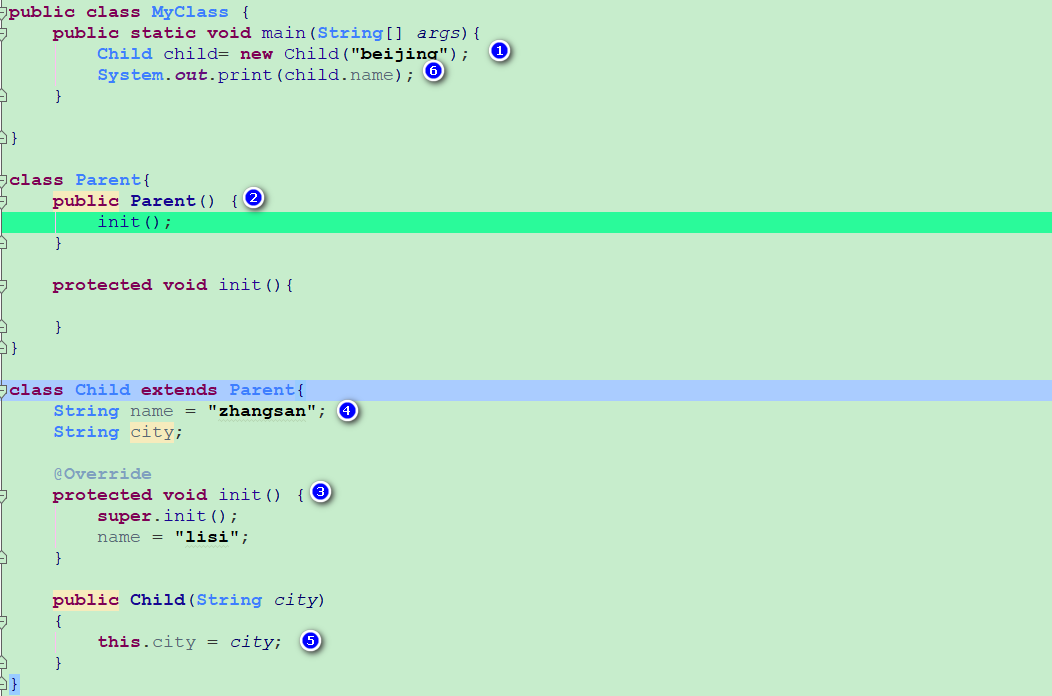 public class MyClass {
    public static void main(String[] args){
        Child child= new Child("beijing"); 1
        System.out.print(child.name); 6
    }

}

class Parent{
    public Parent() { 2
        init();
    }

    protected void init(){

    }
}

class Child extends Parent{
    String name = "zhangsan"; 4
    String city;

    @Override
    protected void init() { 3
        super.init();
        name = "lisi";
    }

    public Child(String city)
    {
        this.city = city; 5
    }
}